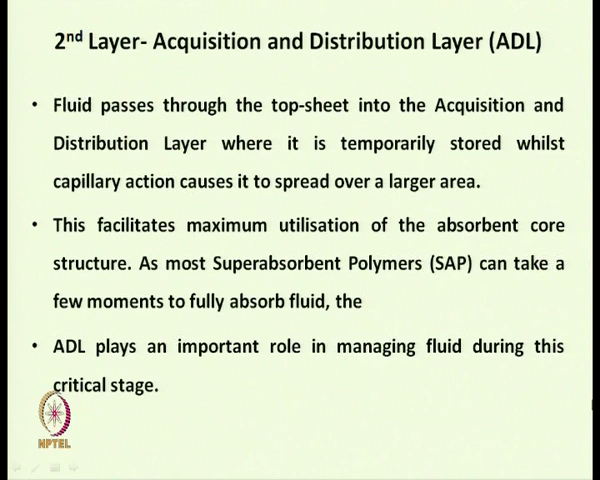 2nd Layer- Acquisition and Distribution Layer (ADL)
• Fluid passes through the top-sheet into the Acquisition and
Distribution Layer where it is temporarily stored whilst
capillary action causes it to spread over a larger area.
• This facilitates maximum utilisation of the absorbent core
structure. As most Superabsorbent Polymers (SAP) can take a
few moments to fully absorb fluid, the
• ADL plays an important role in managing fluid during this
critical stage.
NPTEL